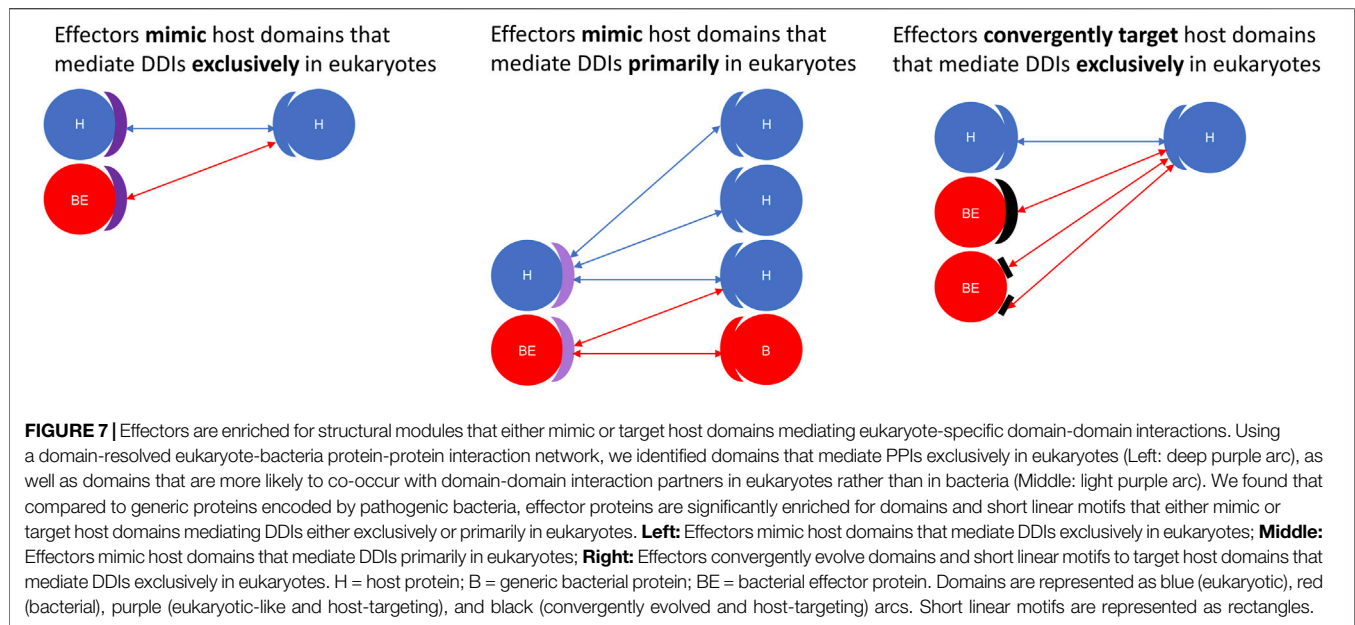 Effectors mimic host domains that
mediate DDIs exclusively in eukaryotes
H
H
BE
Effectors mimic host domains that
mediate DDIs primarily in eukaryotes
H
H
H
H
BE
B
Effectors convergently target host domains
that mediate DDIs exclusively in eukaryotes
H
H
BE
BE
FIGURE 7 | Effectors are enriched for structural modules that either mimic or target host domains mediating eukaryote-specific domain-domain interactions. Using
a domain-resolved eukaryote-bacteria protein-protein interaction network, we identified domains that mediate PPIs exclusively in eukaryotes (Left: deep purple arc), as
well as domains that are more likely to co-occur with domain-domain interaction partners in eukaryotes rather than in bacteria (Middle: light purple arc). We found that
compared to generic proteins encoded by pathogenic bacteria, effector proteins are significantly enriched for domains and short linear motifs that either mimic or
target host domains mediating DDIs either exclusively or primarily in eukaryotes. Left: Effectors mimic host domains that mediate DDIs exclusively in eukaryotes; Middle:
Effectors mimic host domains that mediate DDIs primarily in eukaryotes; Right: Effectors convergently evolve domains and short linear motifs to target host domains that
mediate DDIs exclusively in eukaryotes. H = host protein; B = generic bacterial protein; BE = bacterial effector protein. Domains are represented as blue (eukaryotic), red
(bacterial), purple (eukaryotic-like and host-targeting), and black (convergently evolved and host-targeting) arcs. Short linear motifs are represented as rectangles.